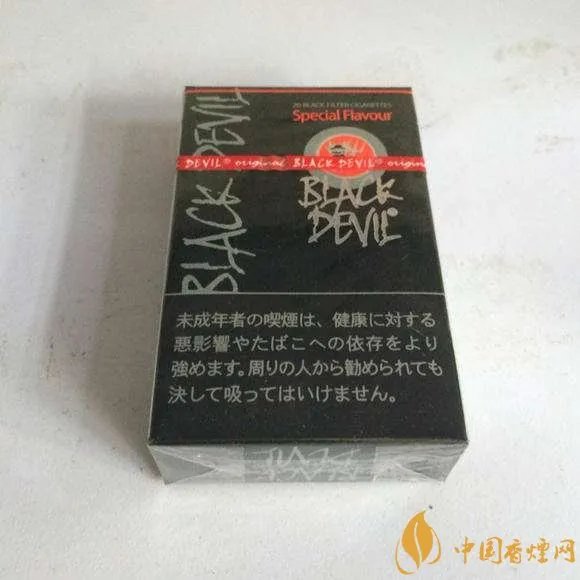 20 BLACK FILTER CIGARETTES
Special Flavour
DEVIL® original BLACK DEVIL® origin
BLACK DEVIL
BLACK
DEVIL®
未成年者の喫煙は、健康に対する
悪影響やたばこへの依存をより
強めます。周りの人から勧められても
決して吸ってはいけません。
中国香烟网